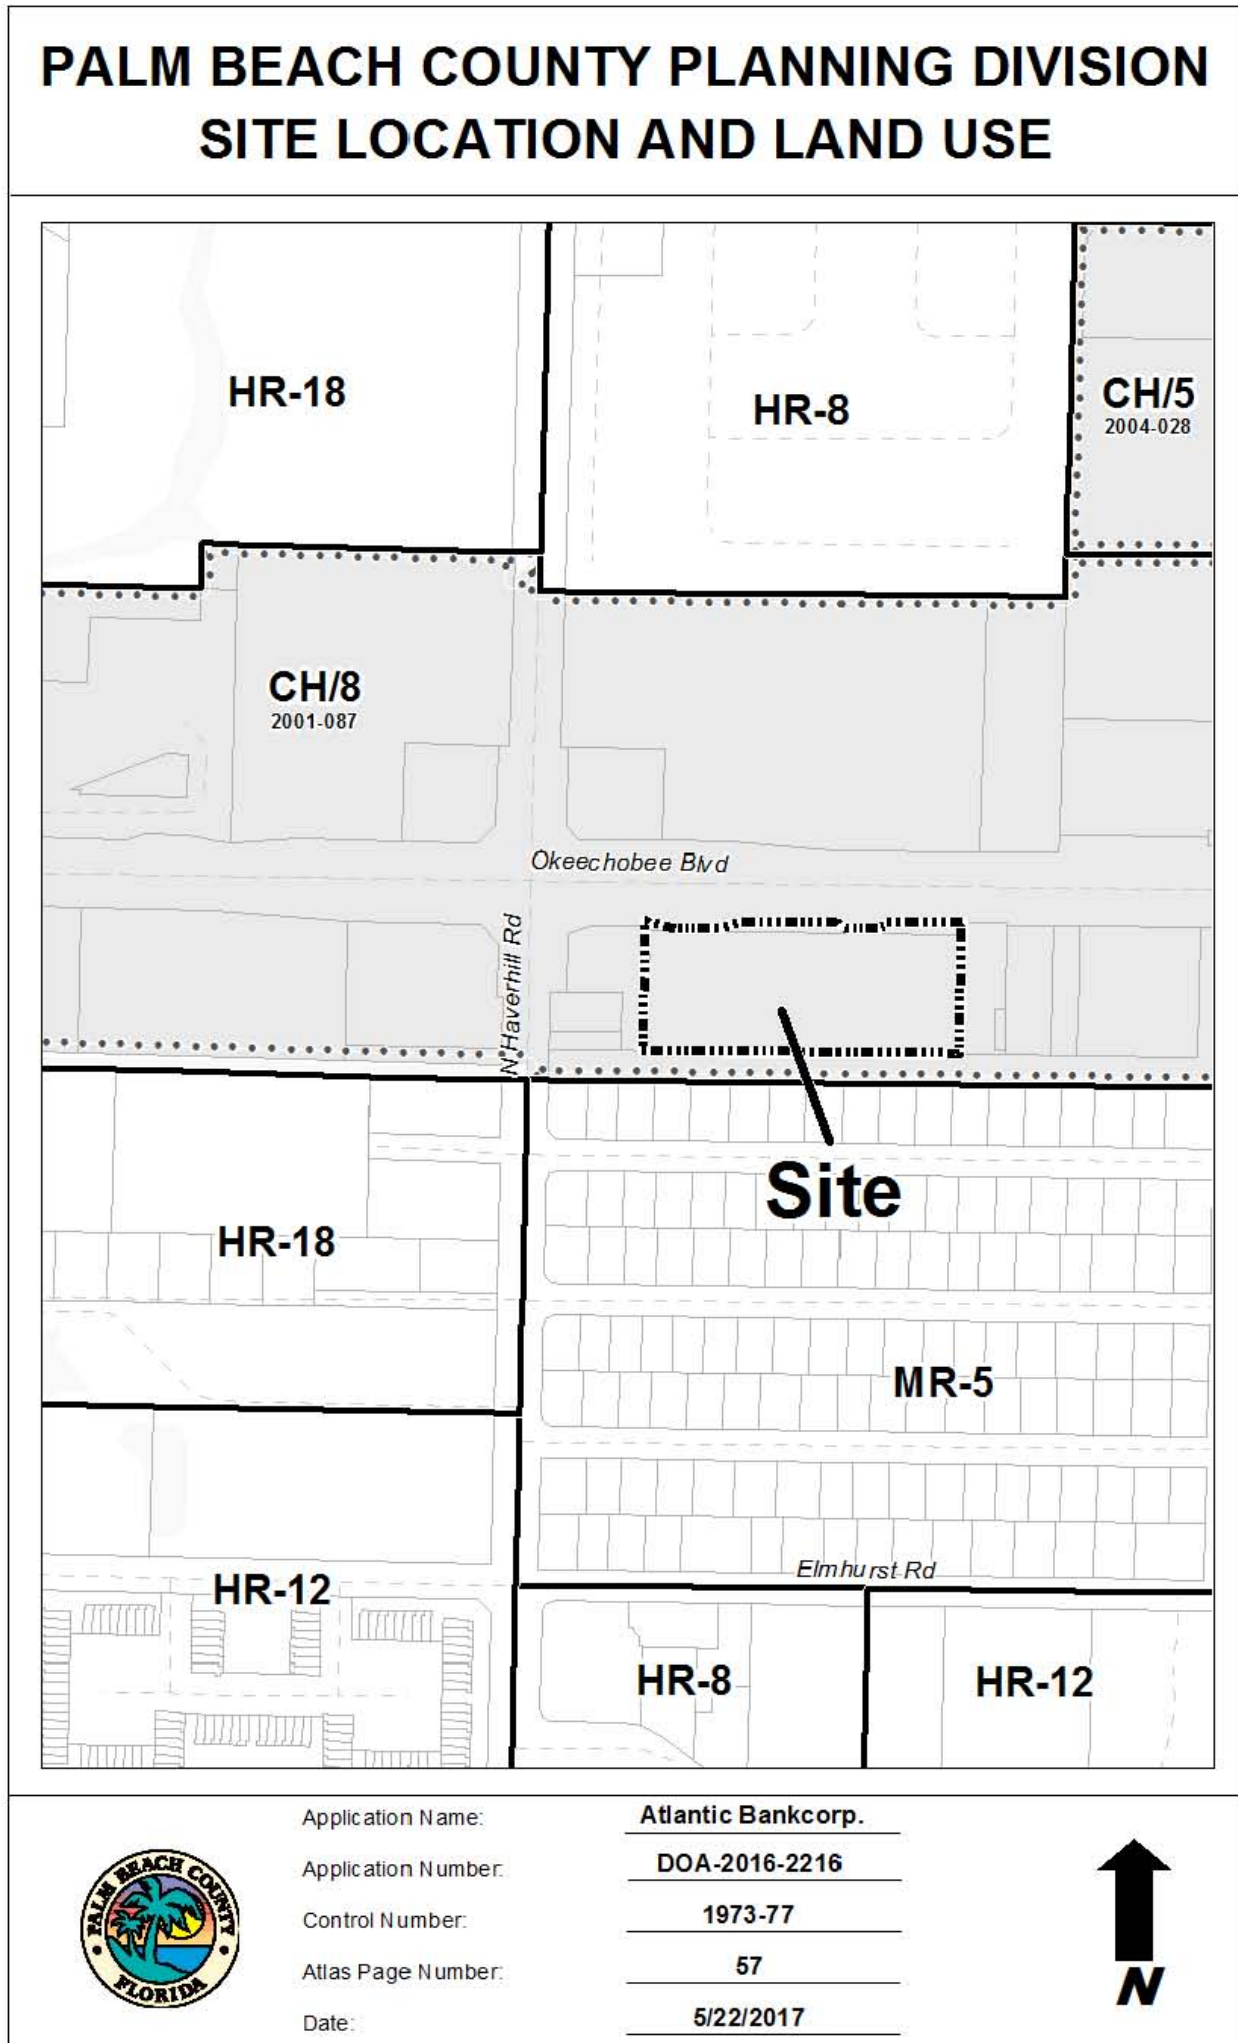 PALM BEACH COUNTY PLANNING DIVISION
SITE LOCATION AND LAND USE
HR-18
HR-8
CH/5
2004-028
CH/8
2001-087
Okeechobee Blvd
N Haverhill Rd
Site
HR-18
MR-5
Elmhurst Rd
HR-12
HR-8
HR-12
Application Name: Atlantic Bankcorp.
Application Number: DOA-2016-2216
Control Number: 1973-77
Atlas Page Number: 57
Date: 5/22/2017
PALM BEACH COUNTY
FLORIDA
N